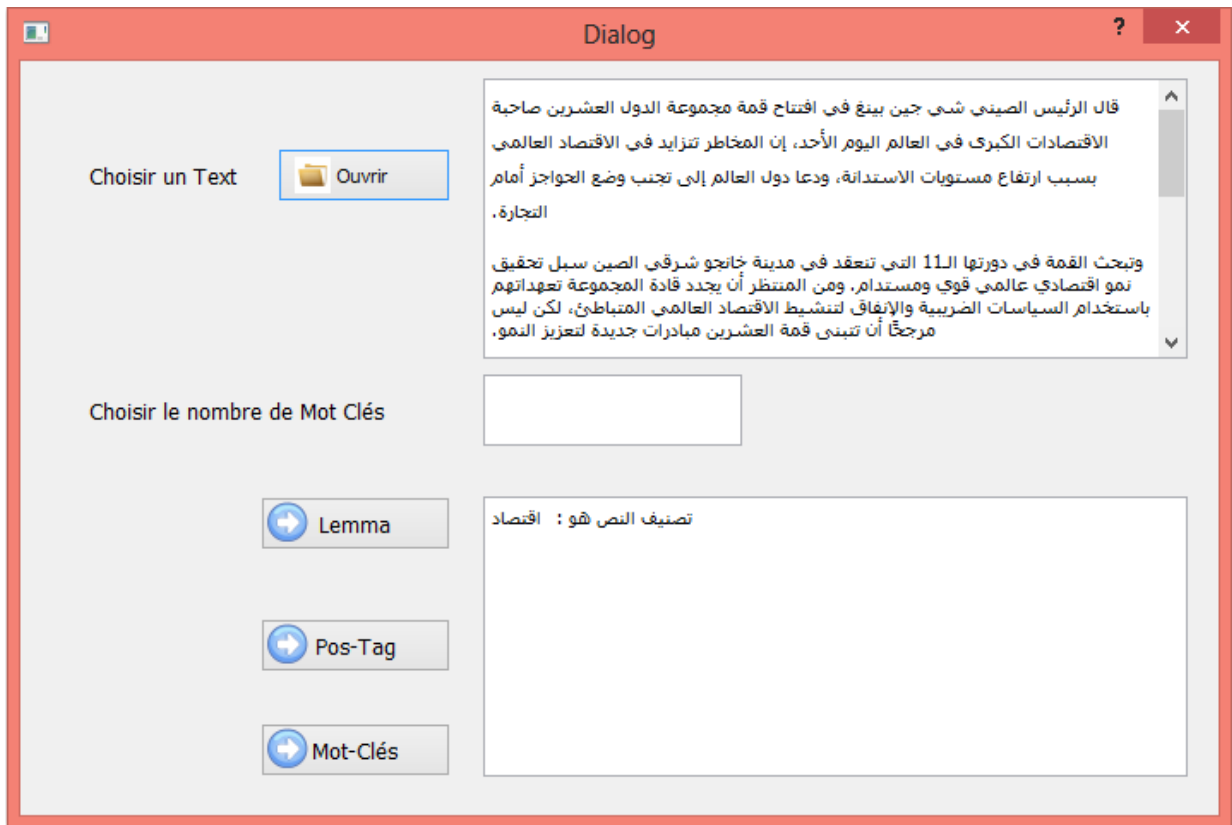 Dialog
?
Choisir un Text
Ouvrir
قال الرئيس الصيني شي جين بينغ في افتتاح قمة مجموعة الدول العشرين صاحبة
الاقتصادات الكبرى في العالم اليوم الأحد، إن المخاطر تتزايد في الاقتصاد العالمي
بسبب ارتفاع مستويات الاستدانة، ودعا دول العالم إلى تجنب وضع الحواجز أمام
التجارة.
وتبحث القمة في دورتها الـ11 التي تنعقد في مدينة خانجو شرقي الصين سبل تحقيق
نمو اقتصادي عالمي قوي ومستدام. ومن المنتظر أن يجدد قادة المجموعة تعهداتهم
باستخدام السياسات الضريبية والإنفاق لتنشيط الاقتصاد العالمي المتباطئ، لكن ليس
مرجحًّا أن تتبنى قمة العشرين مبادرات جديدة لتعزيز النمو.
Choisir le nombre de Mot Clés
Lemma
تصنيف النص هو : اقتصاد
Pos-Tag
Mot-Clés